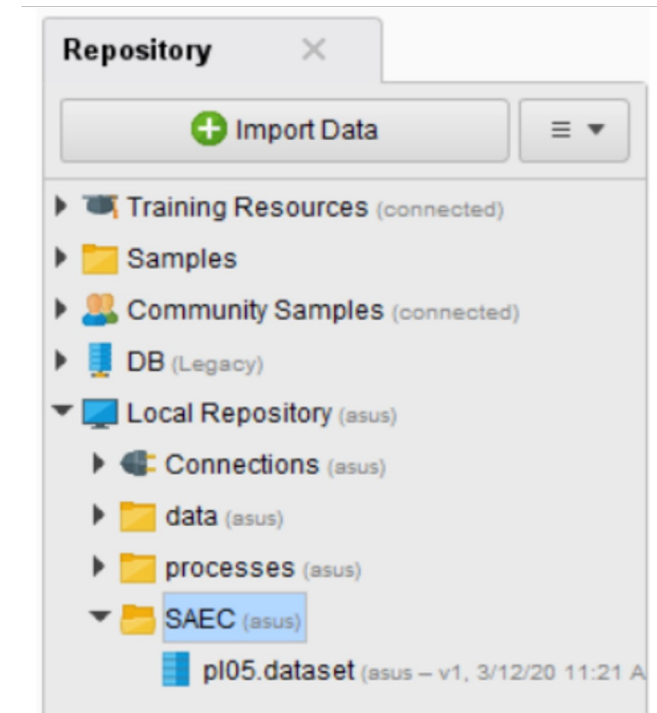 Repository
Import Data
Training Resources (connected)
Samples
Community Samples (connected)
DB (Legacy)
Local Repository (asus)
Connections (asus)
data (asus)
processes (asus)
SAEC (asus)
pl05.dataset (asus – v1, 3/12/20 11:21 A